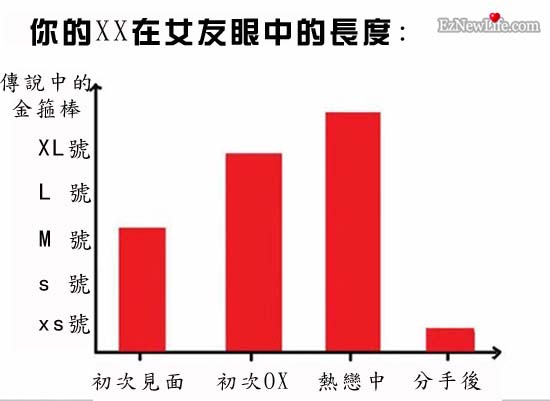 你的XX在女友眼中的長度:
EzNewLife.com
傳說中的
金箍棒
XL號
L 號
M 號
s 號
xs號
初次見面 初次OX 熱戀中 分手後